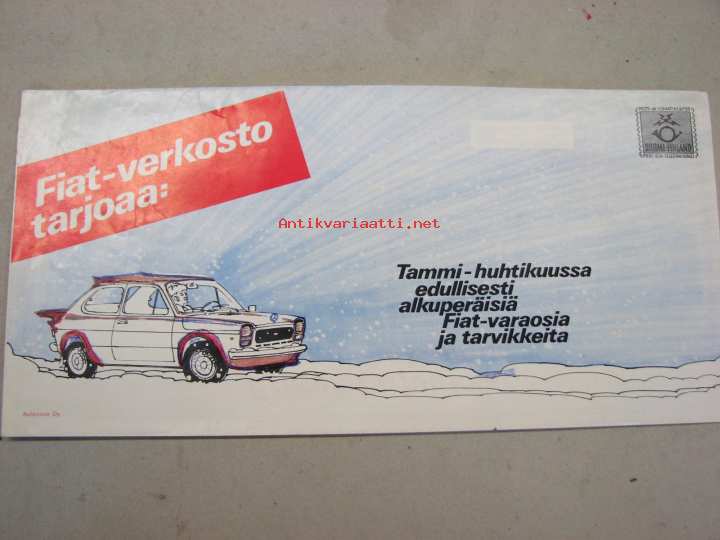 Fiat-verkosto
tarjoaa:
SUOMI-FINLAND
Antikvariaatti.net
Tammi-huhtikuussa
edullisesti
alkuperäisiä
Fiat-varaosia
ja tarvikkeita